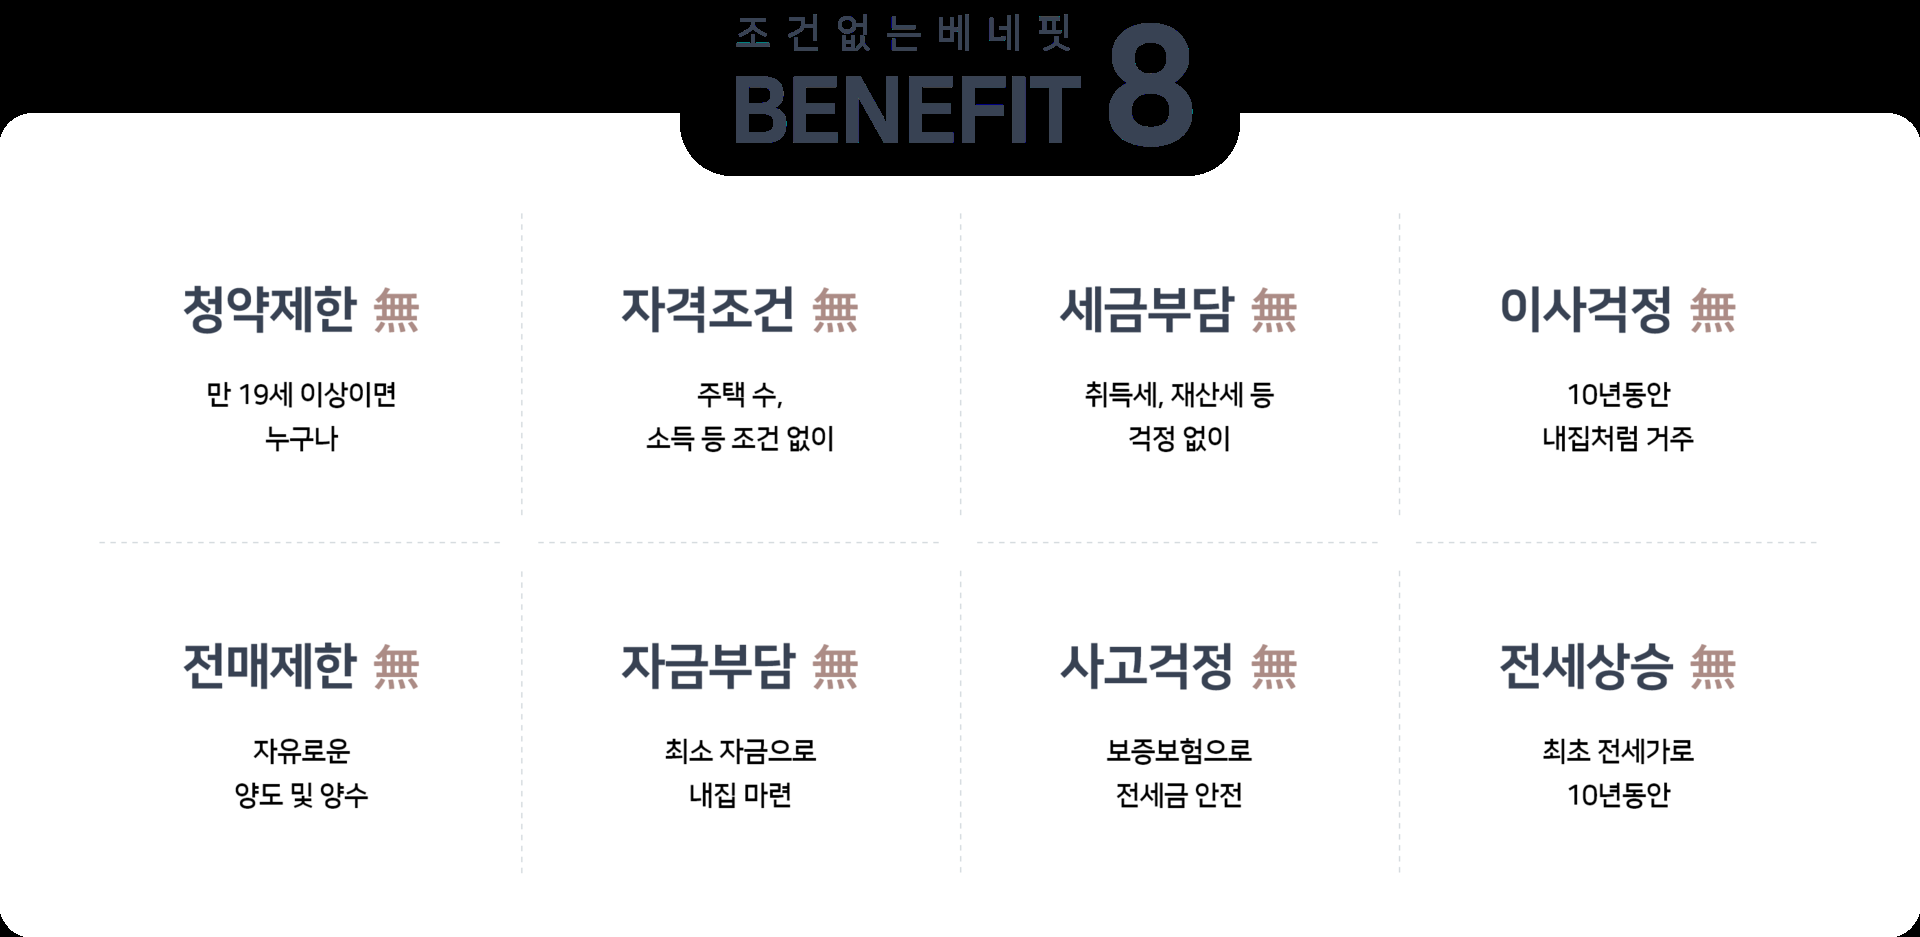 조건없는베네핏
BENEFIT 8
청약제한 無
만 19세 이상이면
누구나
자격조건 無
주택 수,
소득 등 조건 없이
세금부담 無
취득세, 재산세 등
걱정 없이
이사걱정 無
10년동안
내집처럼 거주
전매제한 無
자유로운
양도 및 양수
자금부담 無
최소 자금으로
내집 마련
사고걱정 無
보증보험으로
전세금 안전
전세상승 無
최초 전세가로
10년동안